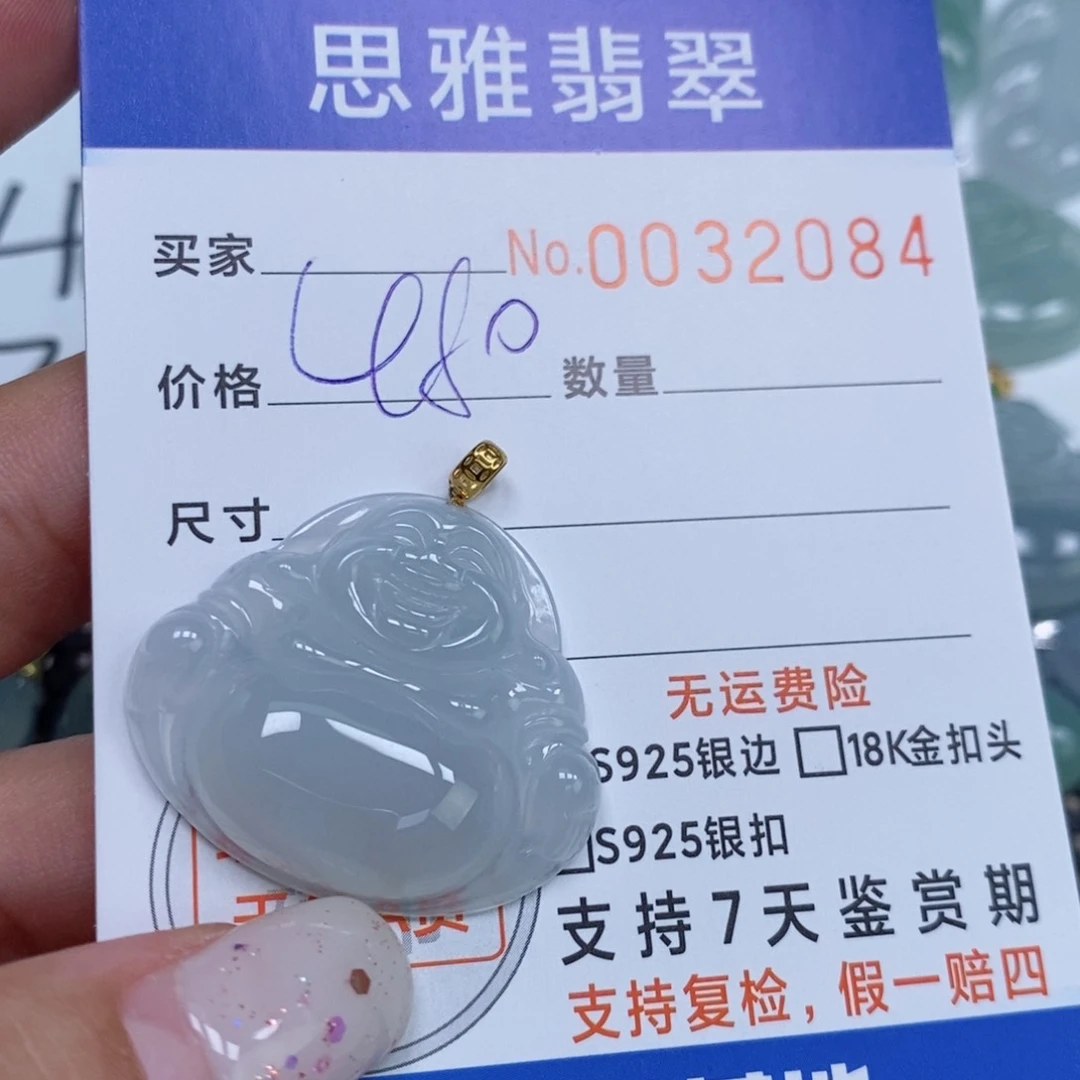 思雅翡翠
买家 No.0032084
价格 480 数量
尺寸
无运费险
S925银边 18K金扣头
S925银扣
支持7天鉴赏期
支持复检，假一赔四